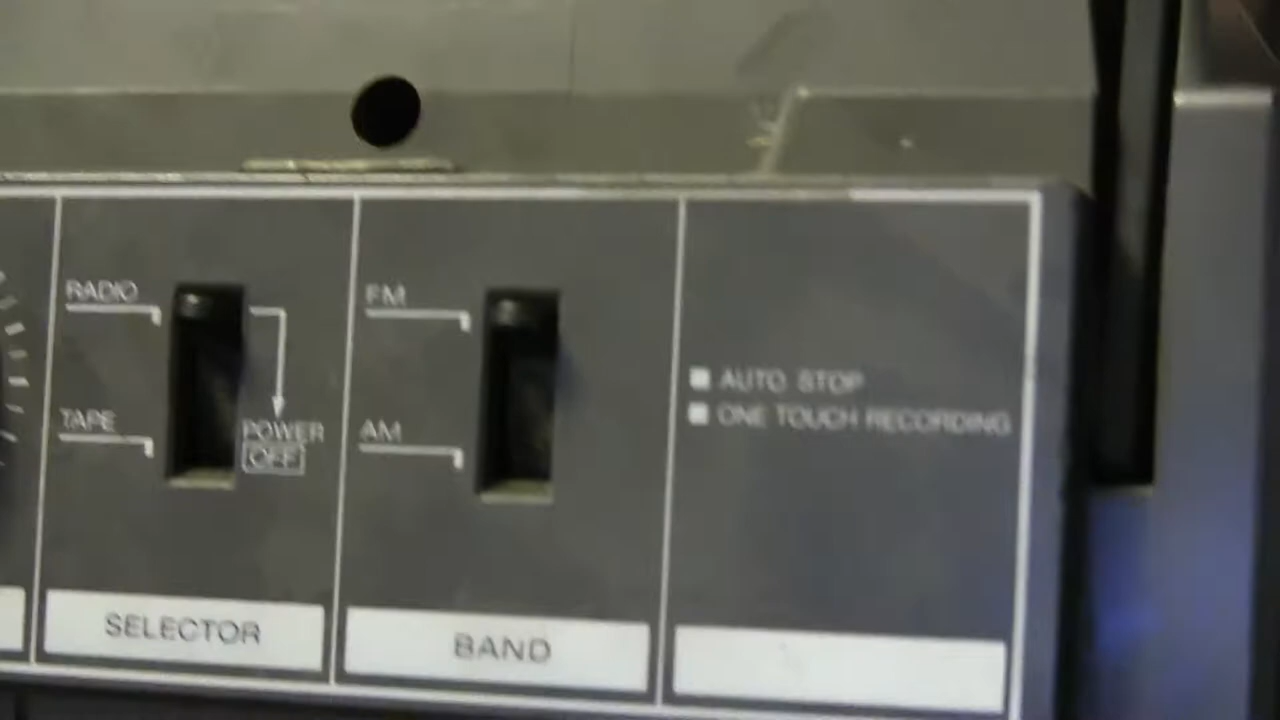 RADIO
TAPE
POWER
OFF
SELECTOR
FM
AM
BAND
AUTO STOP
ONE TOUCH RECORDING